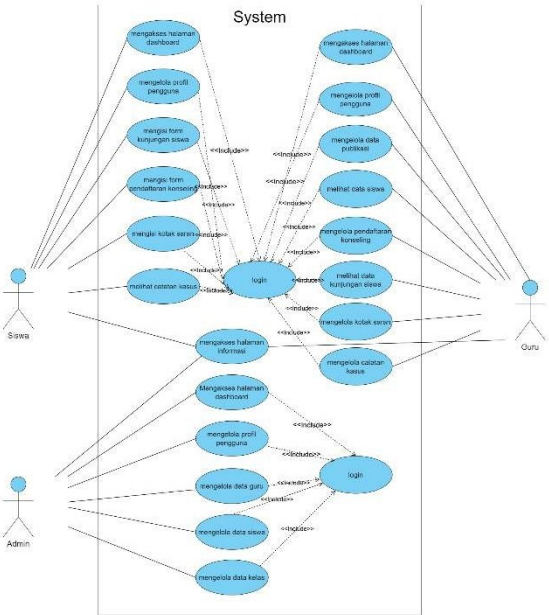 System
mengakses halaman
dashboard
mengelola profil
pengguna
mengisi form
kunjungan siswa
mengisi form
pendaftaran konseling
mengisi kotak saran
melihat catatan kasus
mengakses halaman
dashboard
mengelola profil
pengguna
mengelola data
publikasi
melihat data siswa
mengelola pendaftaran
konseling
melihat data
kunjungan siswa
mengelola kotak saran
mengelola catatan
kasus
<<Include>>
<<Include>>
<<Include>>
<<Include>>
<<Include>>
<<Include>>
<<Include>>
<<Include>>
<<Include>>
<<Include>>
<<Include>>
<<Include>>
<<Include>>
<<Include>>
login
Siswa
Guru
mengakses halaman
informasi
Mengakses halaman
dashboard
mengelola profil
pengguna
mengelola data guru
mengelola data siswa
mengelola data kelas
<<Include>>
<<Include>>
<<Include>>
<<Include>>
<<Include>>
login
Admin